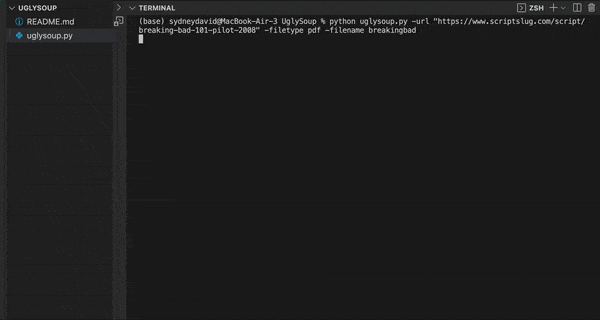 UGLYSOUP
README.md
uglysoup.py
TERMINAL
ZSH
(base) sydneydavid@MacBook-Air-3 UglySoup % python uglysoup.py -url "https://www.scriptslug.com/script/
breaking-bad-101-pilot-2008" -filetype pdf -filename breakingbad